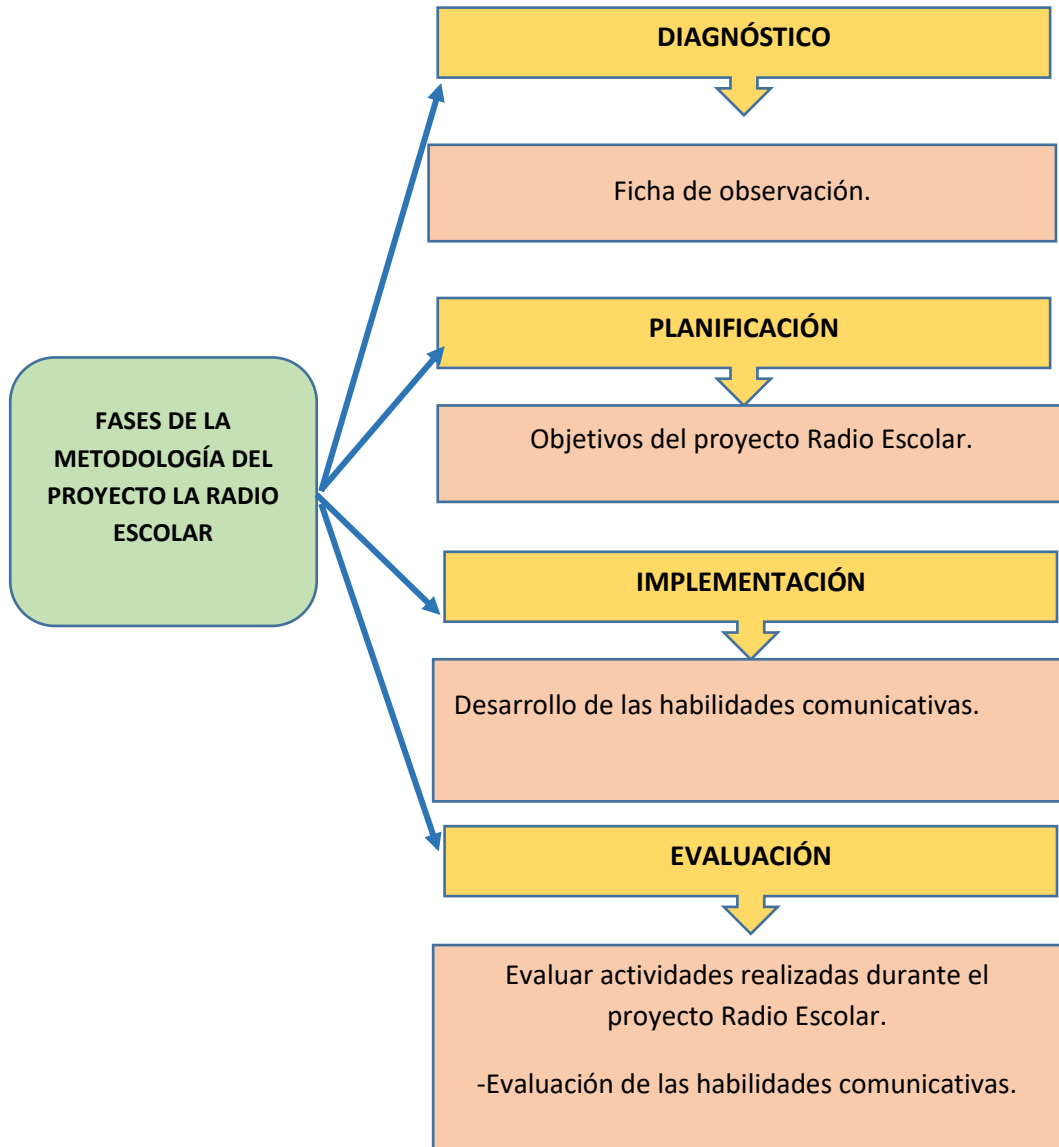 DIAGNÓSTICO
Ficha de observación.
PLANIFICACIÓN
Objetivos del proyecto Radio Escolar.
FASES DE LA
METODOLOGÍA DEL
PROYECTO LA RADIO
ESCOLAR
IMPLEMENTACIÓN
Desarrollo de las habilidades comunicativas.
EVALUACIÓN
Evaluar actividades realizadas durante el
proyecto Radio Escolar.
-Evaluación de las habilidades comunicativas.